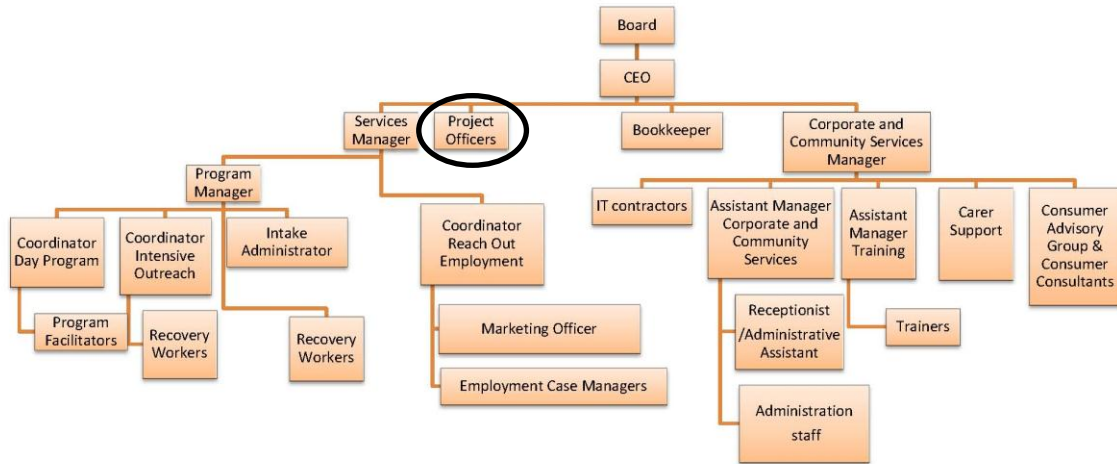 Board
CEO
Services
Manager
Project
Officers
Bookkeeper
Corporate and
Community Services
Manager
Program
Manager
Coordinator
Day Program
Coordinator
Intensive
Outreach
Intake
Administrator
Program
Facilitators
Recovery
Workers
Recovery
Workers
Coordinator
Reach Out
Employment
Marketing Officer
Employment Case Managers
IT contractors
Assistant Manager
Corporate and
Community
Services
Assistant
Manager
Training
Carer
Support
Consumer
Advisory
Group &
Consumer
Consultants
Receptionist
/Administrative
Assistant
Trainers
Administration
staff